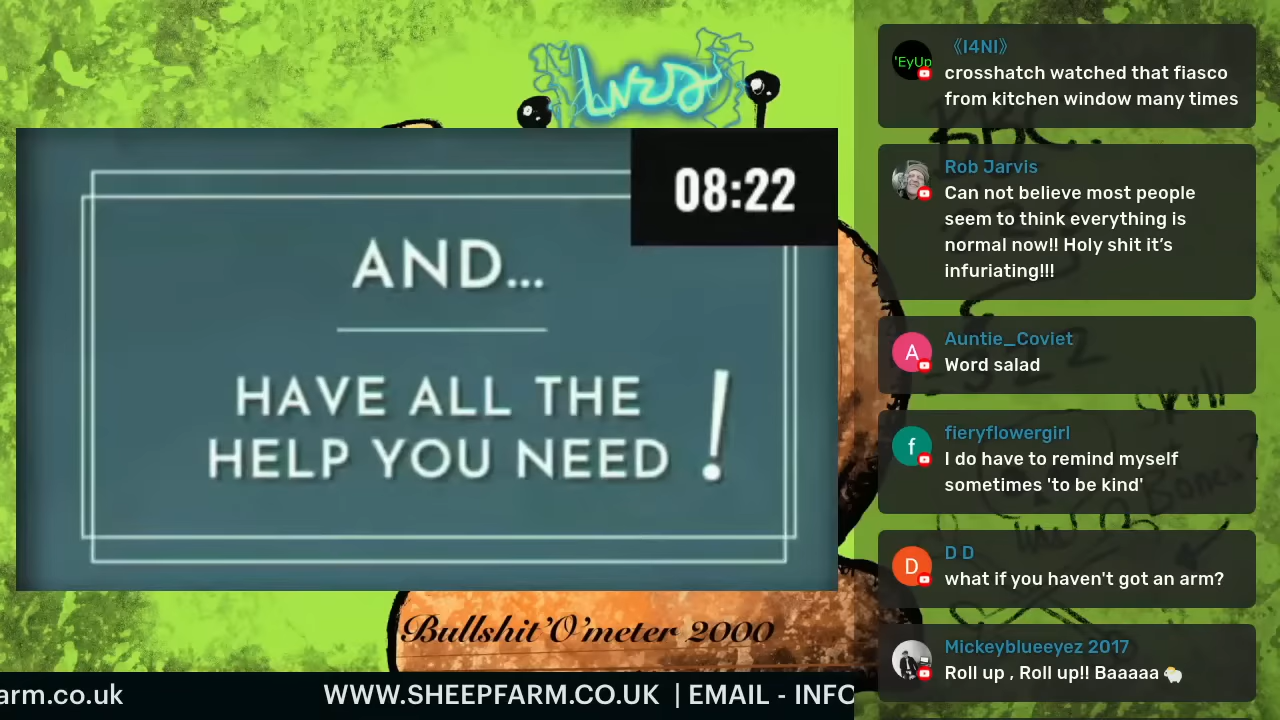 AND...
HAVE ALL THE
HELP YOU NEED !
08:22
Bullshit'O'meter 2000
arm.co.uk WWW.SHEEPFARM.CO.UK | EMAIL - INFO
'EyUp
《I4NI》
crosshatch watched that fiasco
from kitchen window many times
Rob Jarvis
Can not believe most people
seem to think everything is
normal now!! Holy shit it’s
infuriating!!!
A
Auntie_Coviet
Word salad
f
fieryflowergirl
I do have to remind myself
sometimes 'to be kind'
D
D D
what if you haven't got an arm?
Mickeyblueeyez 2017
Roll up , Roll up!! Baaaaa 🐑